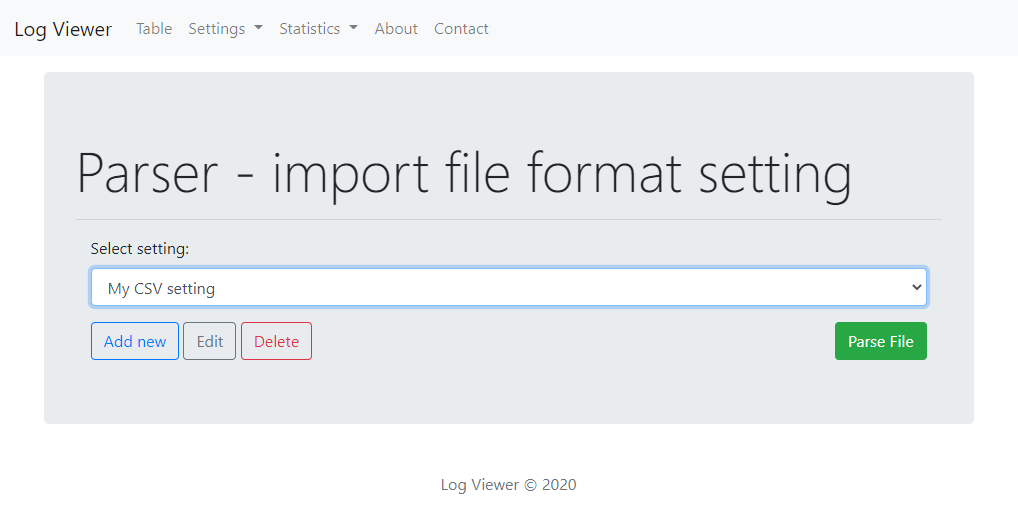 Log Viewer Table Settings Statistics About Contact
Parser - import file format setting
Select setting:
My CSV setting
Add new Edit Delete Parse File
Log Viewer © 2020